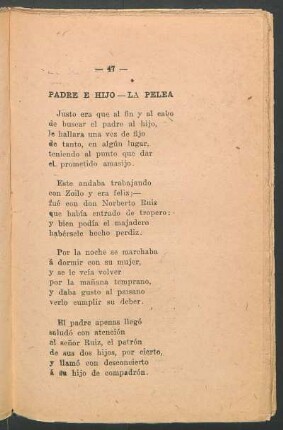 — 47 —
PADRE E HIJO — LA PELEA
Justo era que al fin y al cabo
de buscar el padre al hijo,
le hallara una vez de fijo
de tanto, en algún lugar,
teniendo al punto que dar
el prometido amasijo.
Este andaba trabajando
con Zoilo y era feliz;—
fué con don Norberto Ruiz
que había entrado de tropero;
y bien podía el majadero
habérsele hecho perdiz.
Por la noche se marchaba
á dormir con su mujer,
y se le veía volver
por la mañana temprano,
y daba gusto al paisano
verlo cumplir su deber.
El padre apenas llegó
saludó con atención
al señor Ruiz, el patrón
de sus dos hijos, por cierto,
y llamó con desconcierto
á su hijo de compadrón.